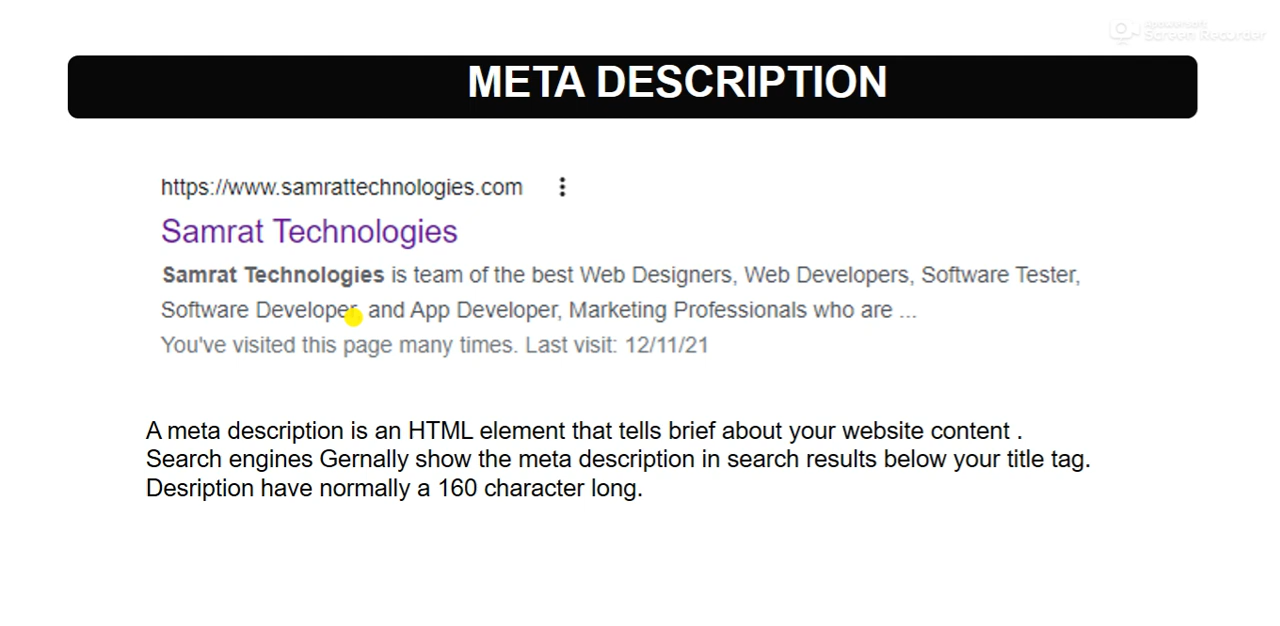 Apowersoft
Screen Recorder
META DESCRIPTION
https://www.samrattechnologies.com
Samrat Technologies
Samrat Technologies is team of the best Web Designers, Web Developers, Software Tester,
Software Developer, and App Developer, Marketing Professionals who are ...
You've visited this page many times. Last visit: 12/11/21
A meta description is an HTML element that tells brief about your website content .
Search engines Gernally show the meta description in search results below your title tag.
Desription have normally a 160 character long.